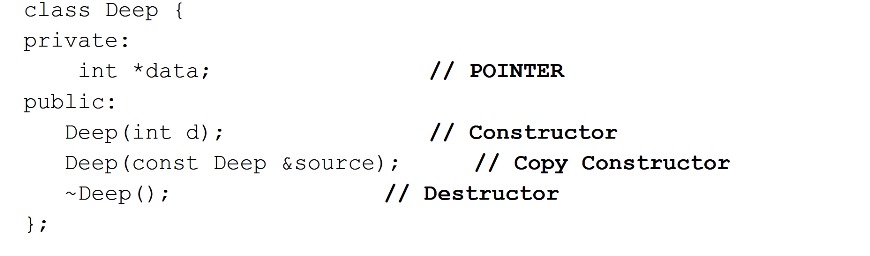 class Deep {
private:
    int *data;                // POINTER
public:
   Deep(int d);               // Constructor
   Deep(const Deep &source);      // Copy Constructor
   ~Deep();                // Destructor
};